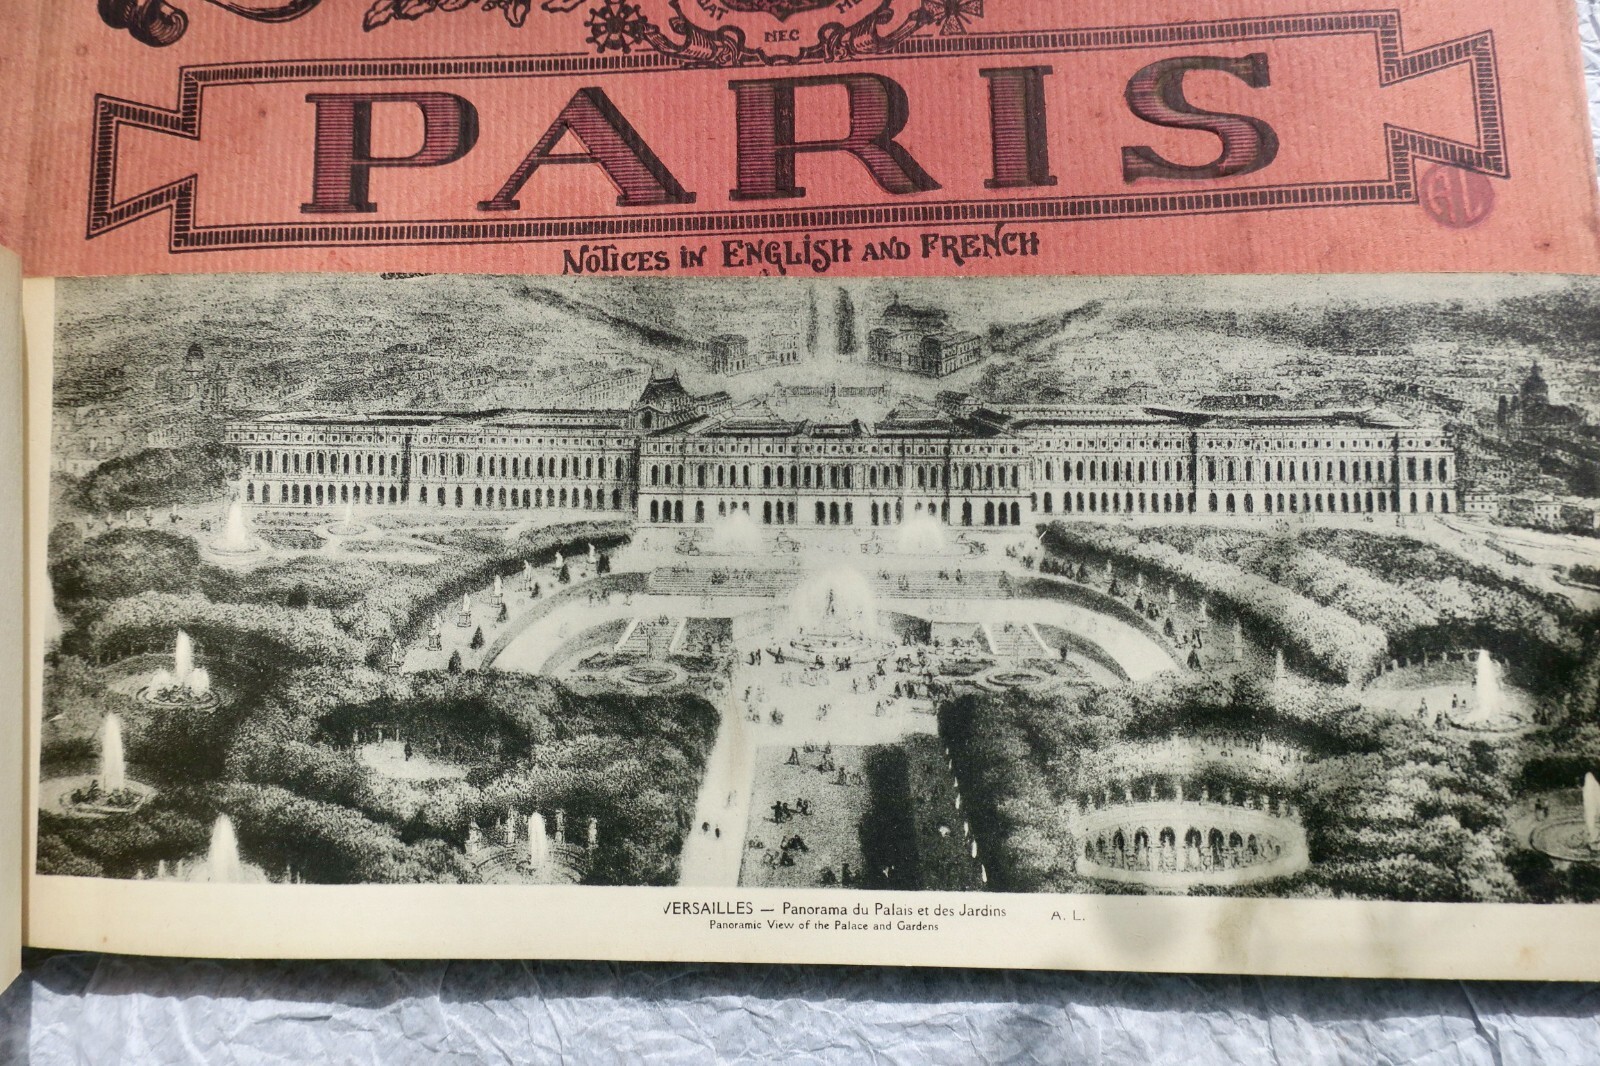 NEC
PARIS
AL
NOTICES IN ENGLISH AND FRENCH
VERSAILLES — Panorama du Palais et des Jardins A. L.
Panoramic View of the Palace and Gardens